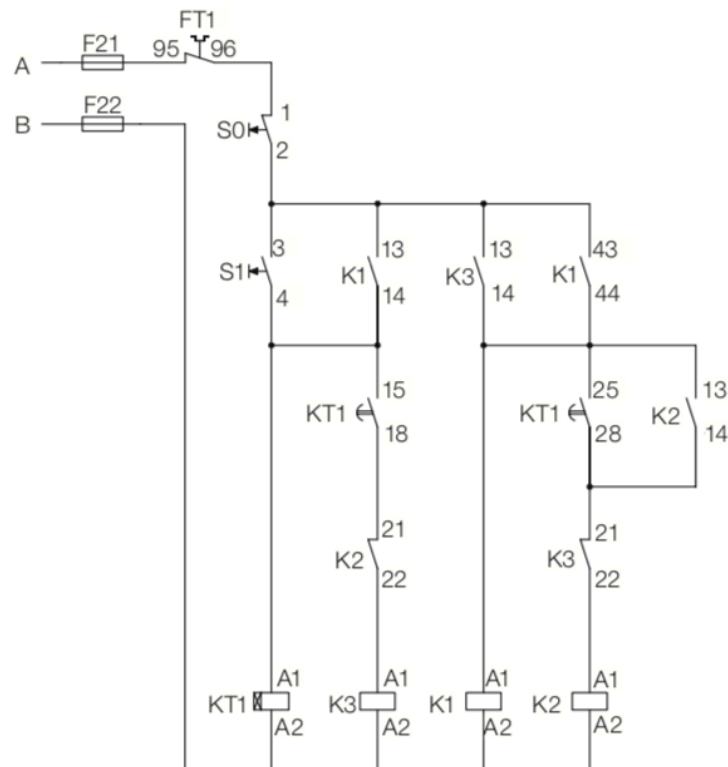 FT1
F21 95 96
A
F22 1
B S0
2
3 13 13 43
S1 K1 K3 K1
4 14 14 44
15 25 13
KT1 KT1 K2
18 28 14
21 21
K2 K3
22 22
A1 A1 A1 A1
KT1 K3 K1 K2
A2 A2 A2 A2